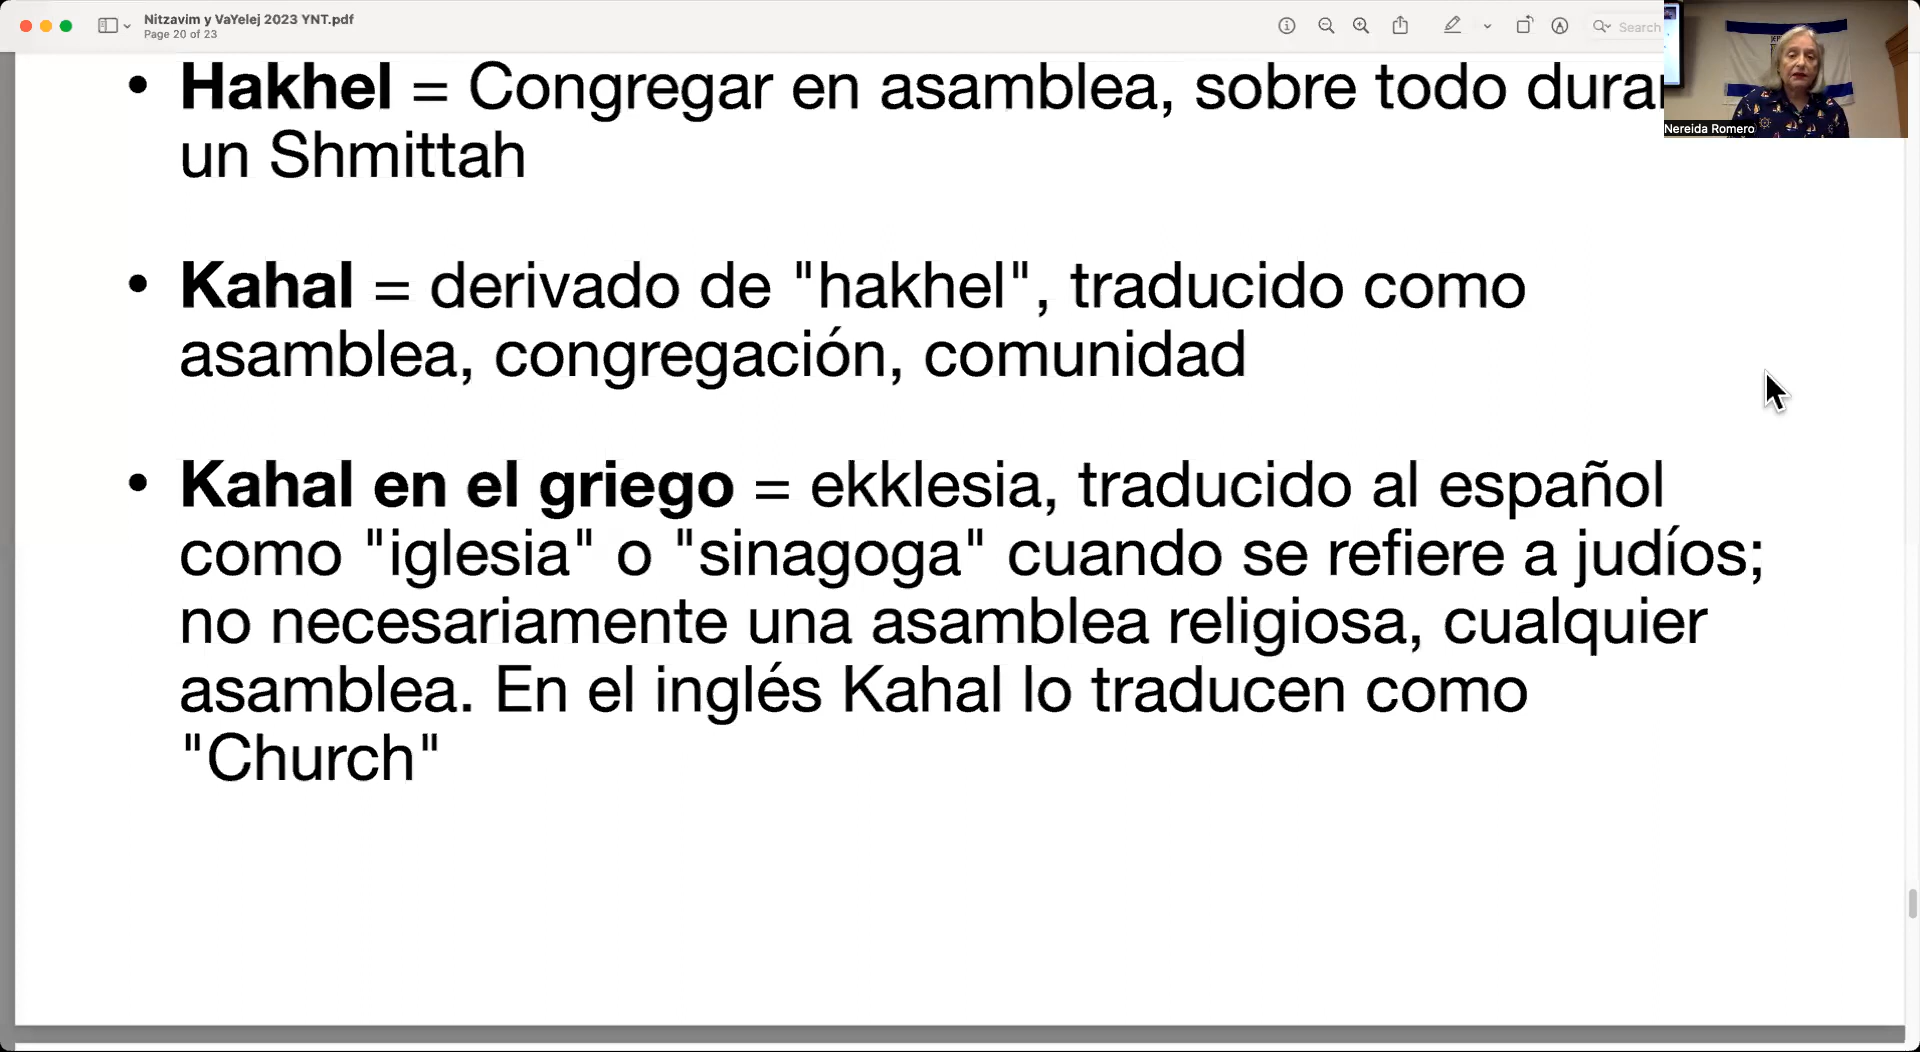 Nitzavim y VaYelej 2023 YNT.pdf
Page 20 of 23
Search
Nereida Romero
• Hakhel = Congregar en asamblea, sobre todo dura
un Shmittah
• Kahal = derivado de "hakhel", traducido como
asamblea, congregación, comunidad
• Kahal en el griego = ekklesia, traducido al español
como "iglesia" o "sinagoga" cuando se refiere a judíos;
no necesariamente una asamblea religiosa, cualquier
asamblea. En el inglés Kahal lo traducen como
"Church"